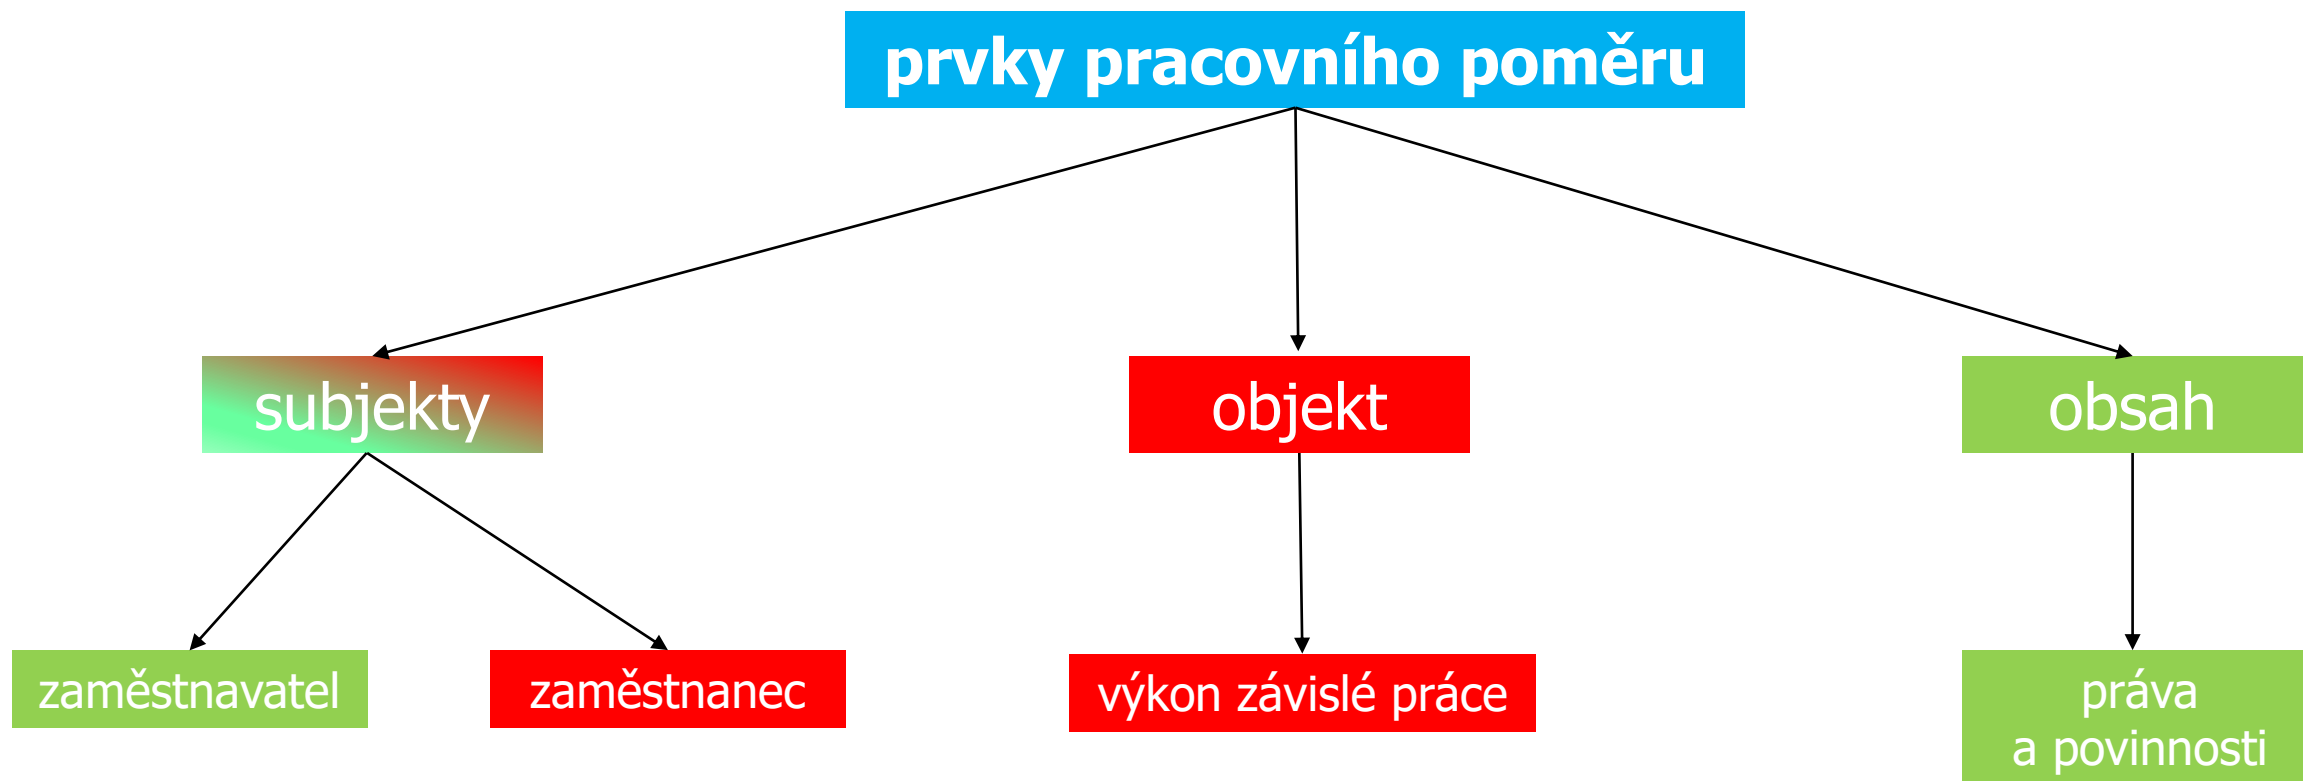 prvky pracovního poměru
subjekty
objekt
obsah
zaměstnavatel
zaměstnanec
výkon závislé práce
práva
a povinnosti